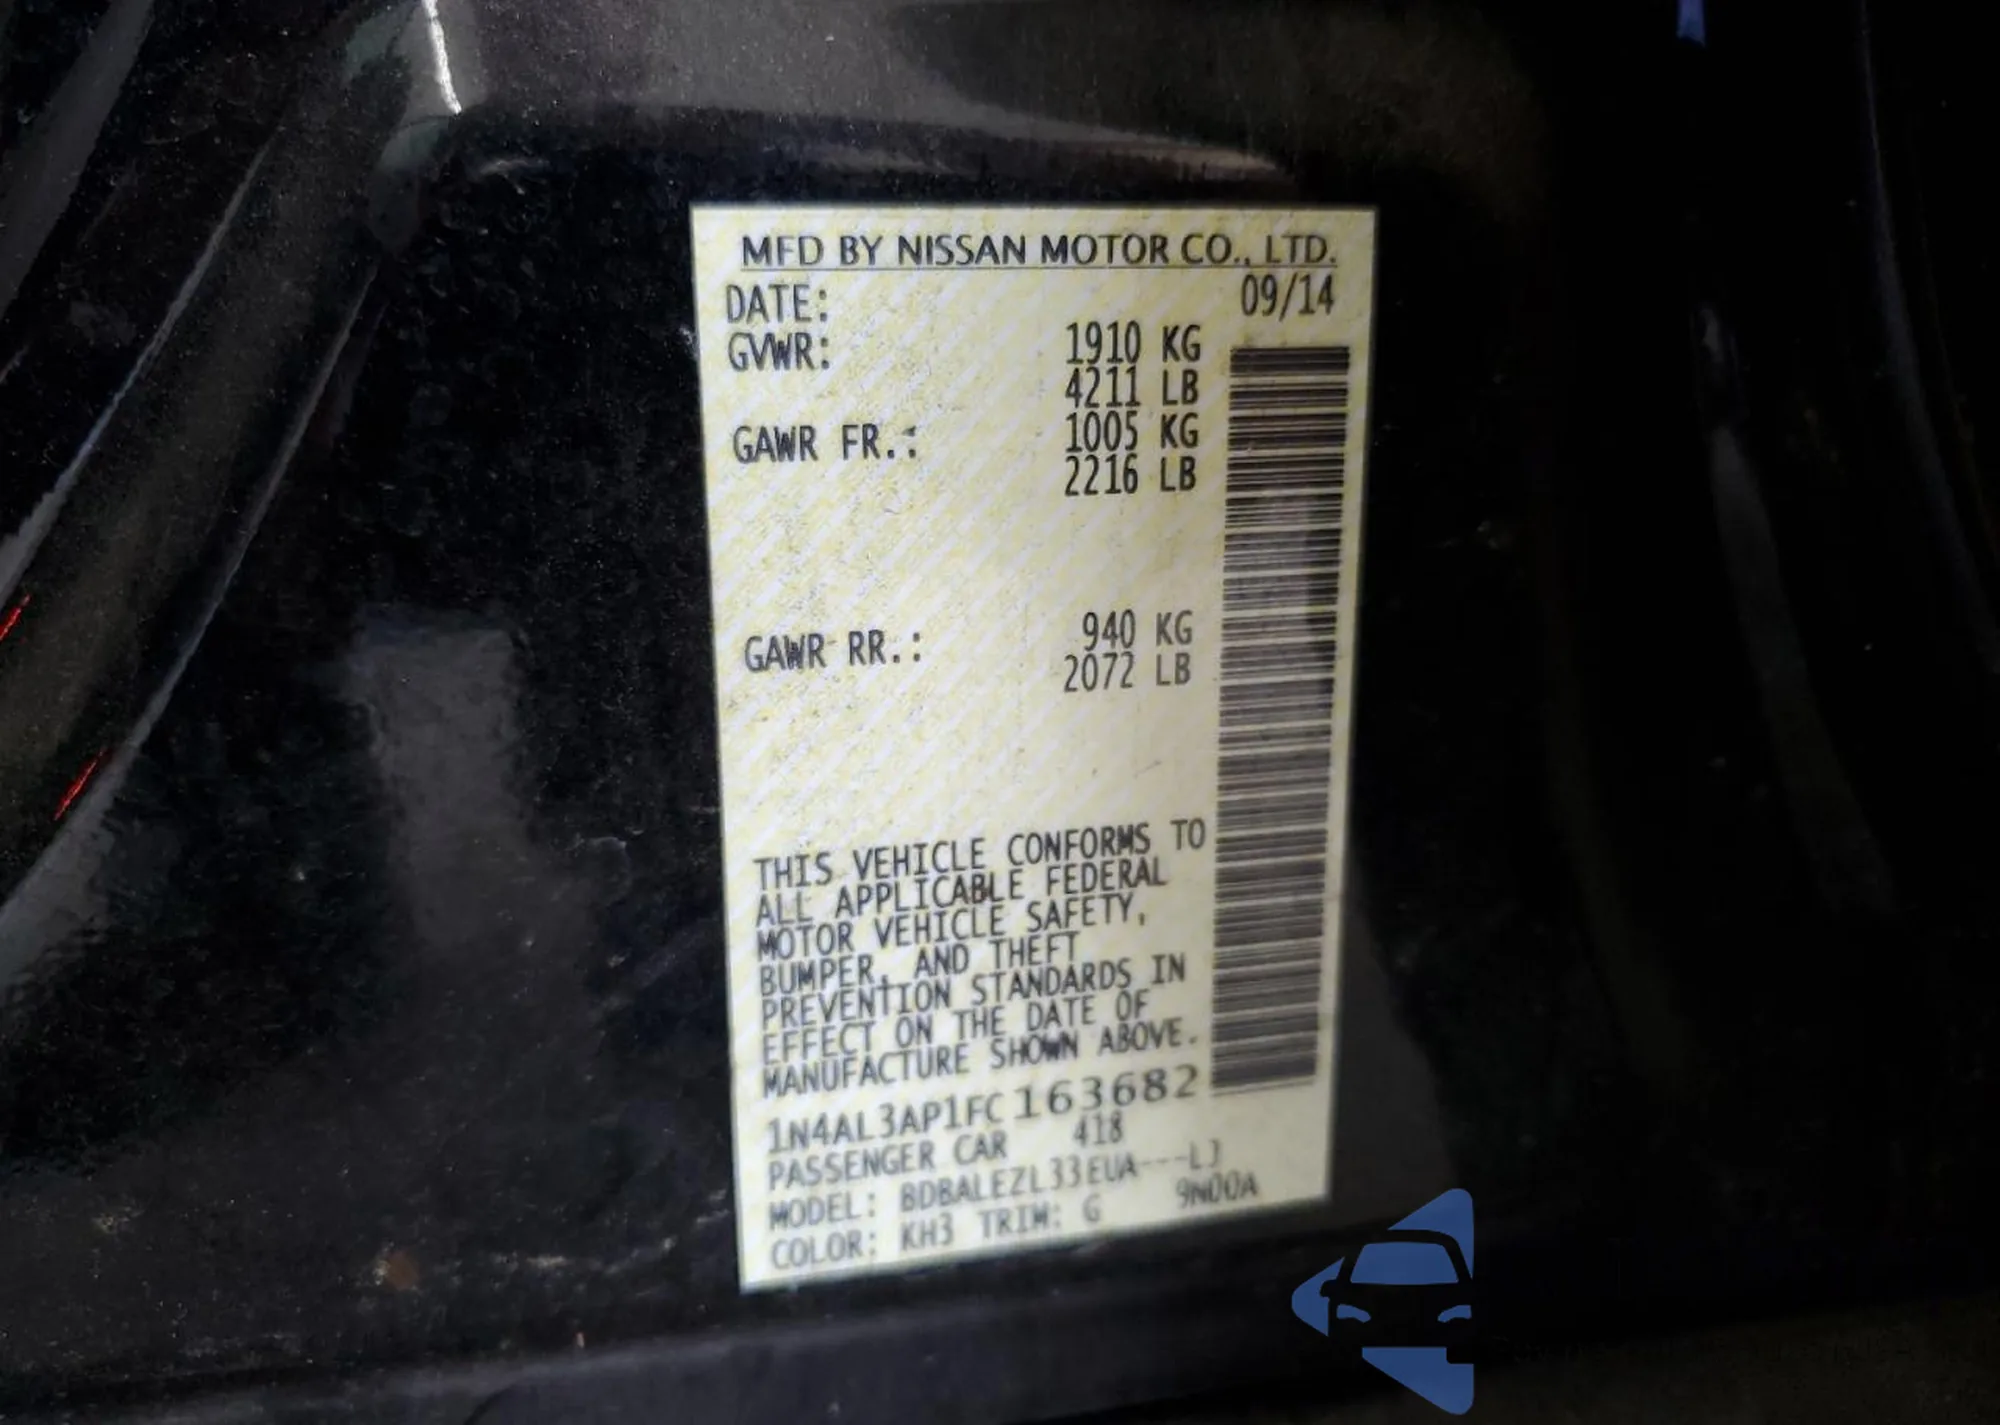 MFD BY NISSAN MOTOR CO., LTD.
DATE: 09/14
GVWR: 1910 KG
4211 LB
GAWR FR.: 1005 KG
2216 LB
GAWR RR.: 940 KG
2072 LB
THIS VEHICLE CONFORMS TO
ALL APPLICABLE FEDERAL
MOTOR VEHICLE SAFETY,
BUMPER, AND THEFT
PREVENTION STANDARDS IN
EFFECT ON THE DATE OF
MANUFACTURE SHOWN ABOVE.
1N4AL3AP1FC163682
PASSENGER CAR 418
MODEL: BDBALEZL33EUA---LJ
COLOR: KH3 TRIM: G 9N00A